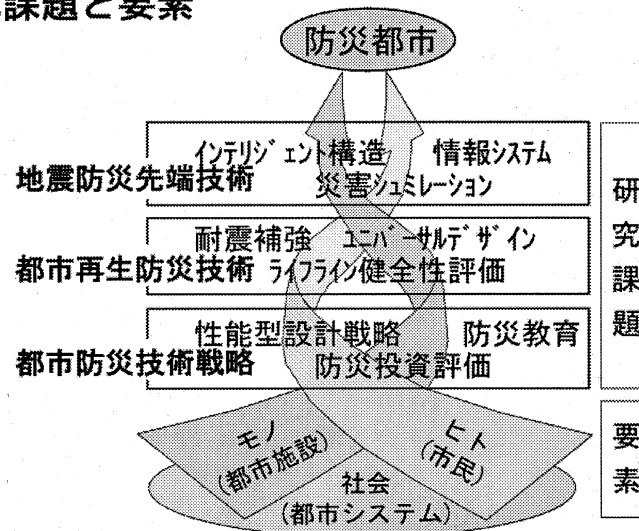 課題と要素
防災都市
インテリジェント構造 情報システム
地震防災先端技術 災害シュミレーション
耐震補強 ユニバーサルデザイン
都市再生防災技術 ライフライン健全性評価
性能型設計戦略 防災教育
都市防災技術戦略 防災投資評価
研究課題
モノ
(都市施設)
ヒト
(市民)
社会
(都市システム)
要素